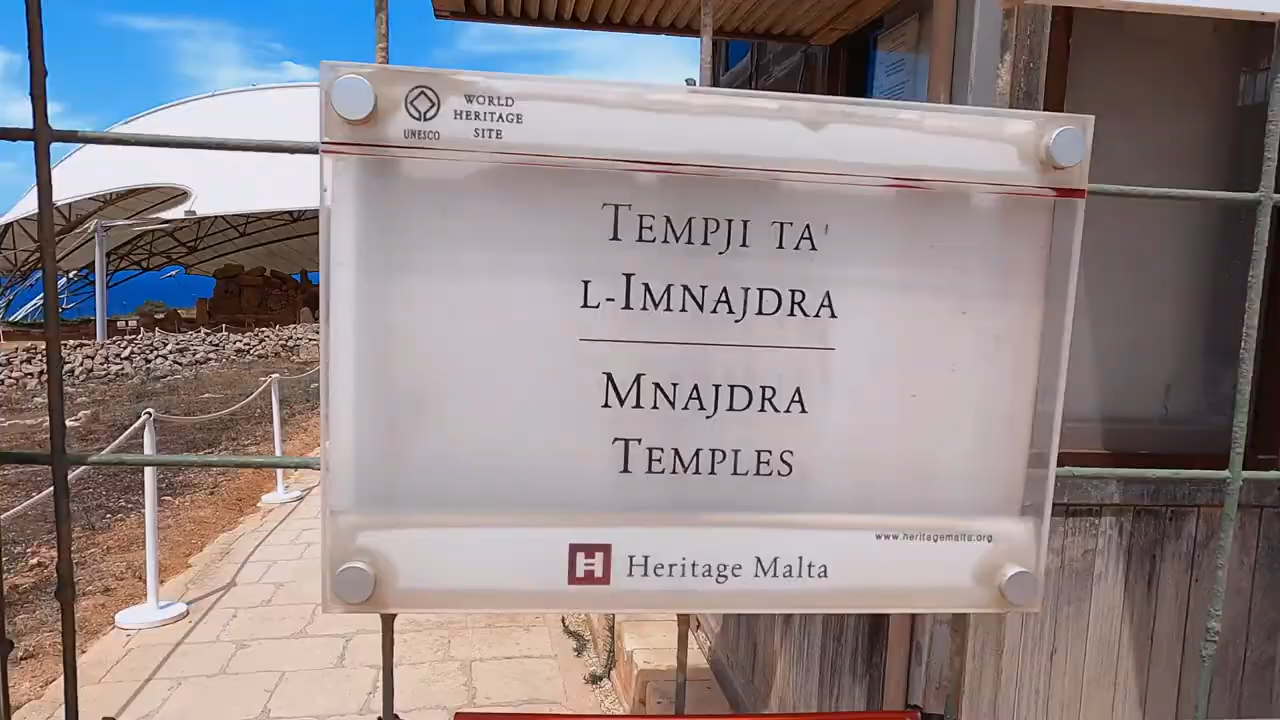 UNESCO
WORLD
HERITAGE
SITE
TEMPJI TA'
L-IMNAJDRA
MNAJDRA
TEMPLES
www.heritagemalta.org
H Heritage Malta